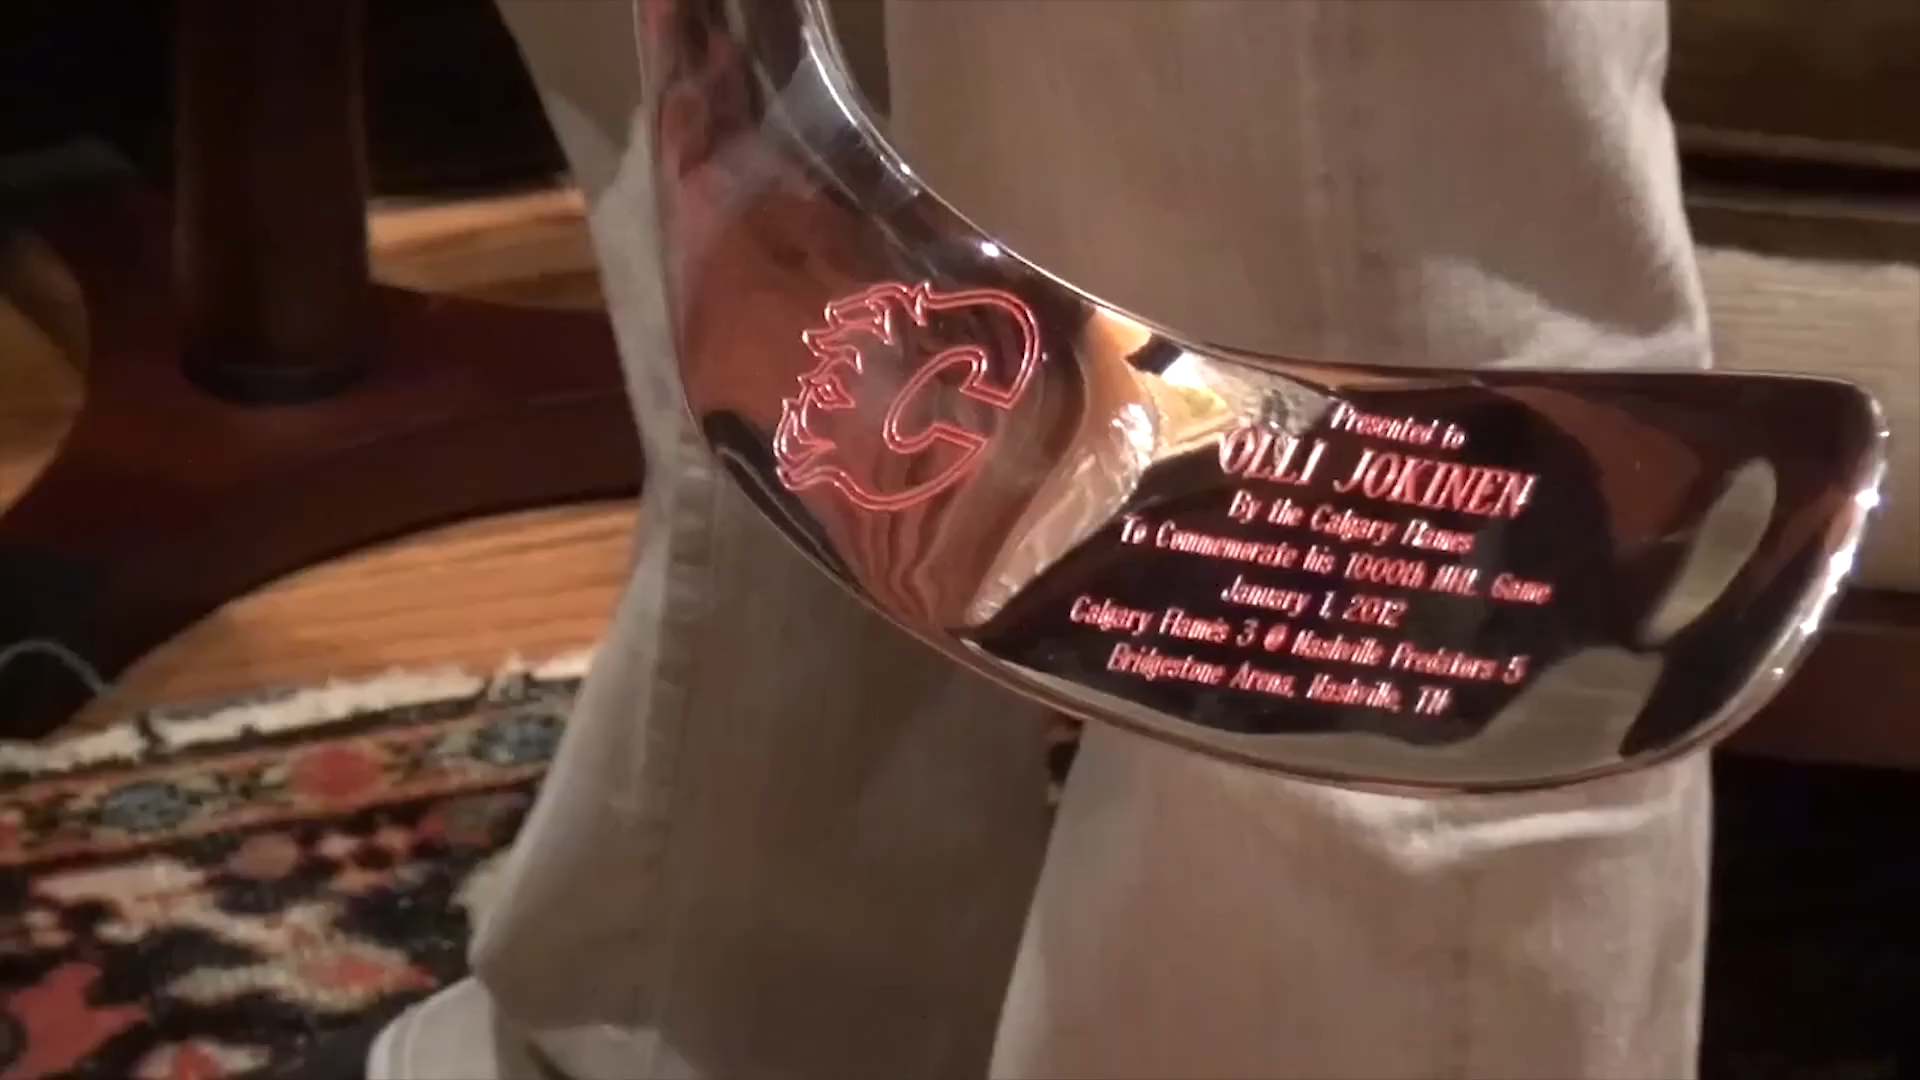 Presented to
OLLI JOKINEN
By the Calgary Flames
To Commemorate his 1000th NHL Game
January 1, 2012
Calgary Flames 3 @ Nashville Predators 5
Bridgestone Arena, Nashville, TN